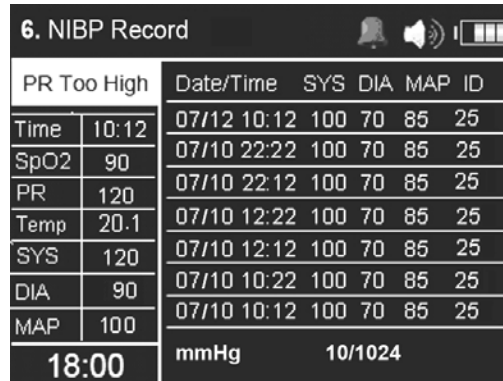 6. NIBP Record
PR Too High
Time 10:12
SpO2 90
PR 120
Temp 20.1
SYS 120
DIA 90
MAP 100
18:00
Date/Time SYS DIA MAP ID
07/12 10:12 100 70 85 25
07/10 22:22 100 70 85 25
07/10 22:12 100 70 85 25
07/10 12:22 100 70 85 25
07/10 12:12 100 70 85 25
07/10 10:22 100 70 85 25
07/10 10:12 100 70 85 25
mmHg 10/1024